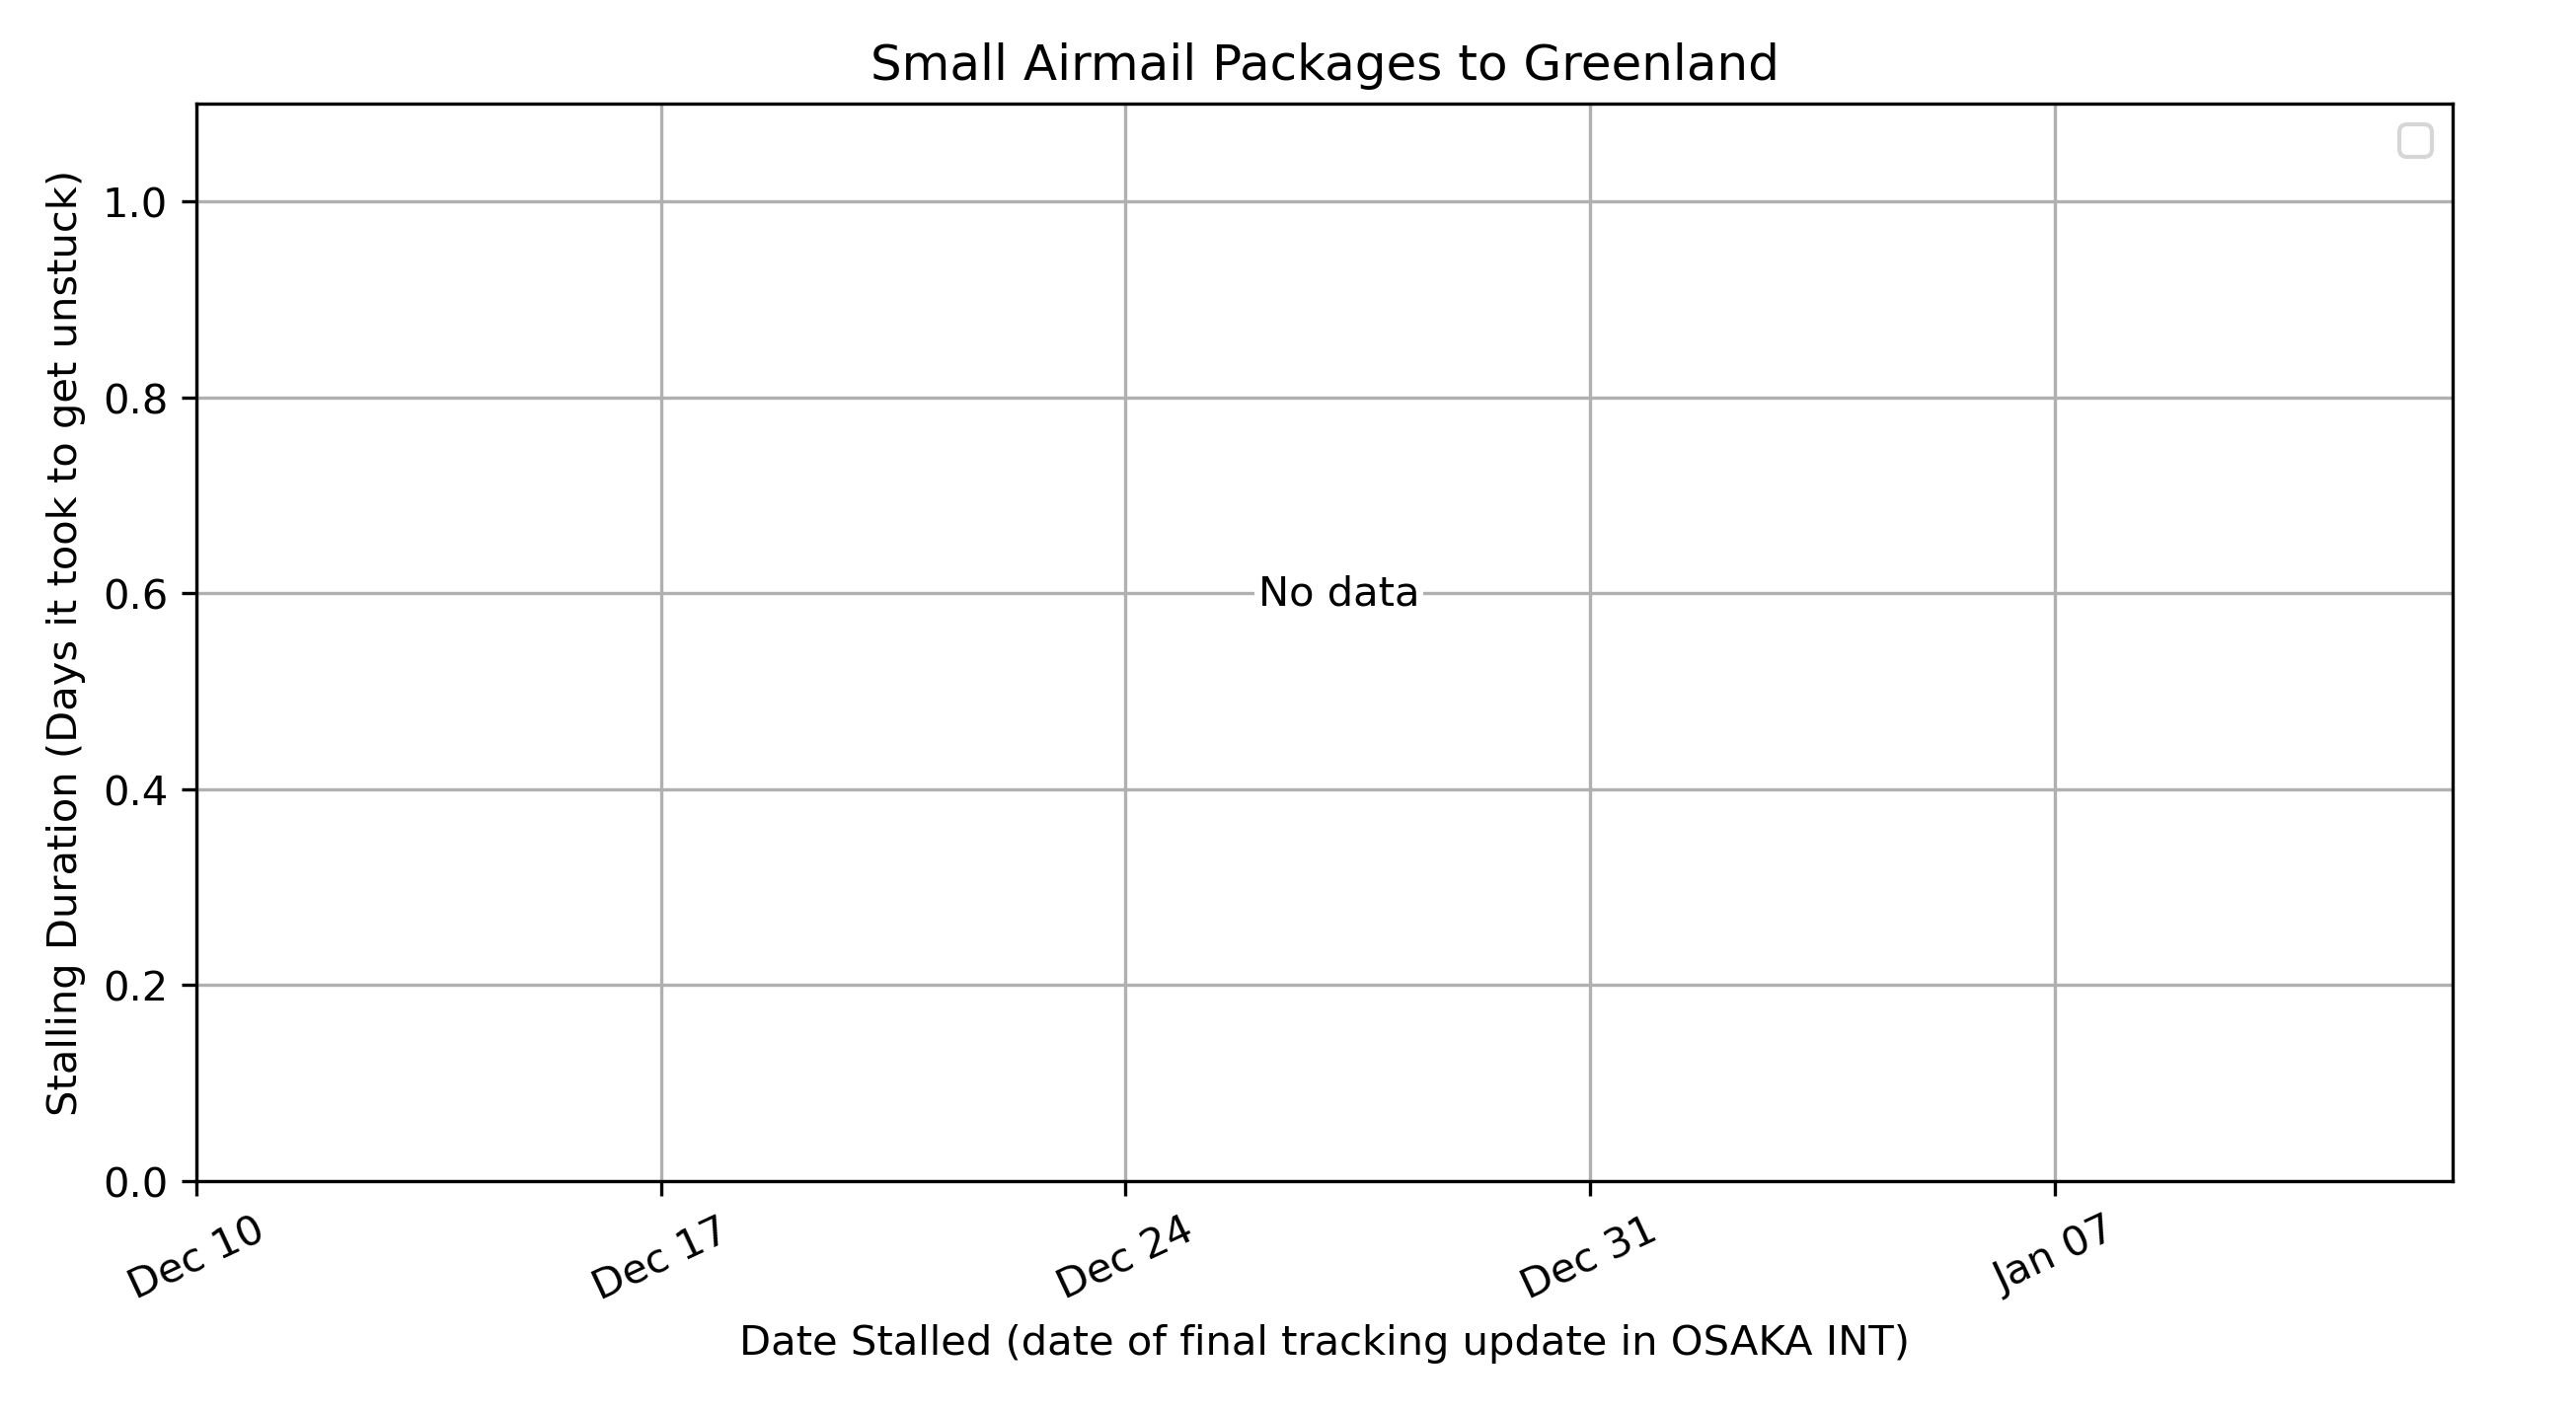 Small Airmail Packages to Greenland
Stalling Duration (Days it took to get unstuck)
1.0
0.8
0.6
0.4
0.2
0.0
No data
Dec 10
Dec 17
Dec 24
Dec 31
Jan 07
Date Stalled (date of final tracking update in OSAKA INT)